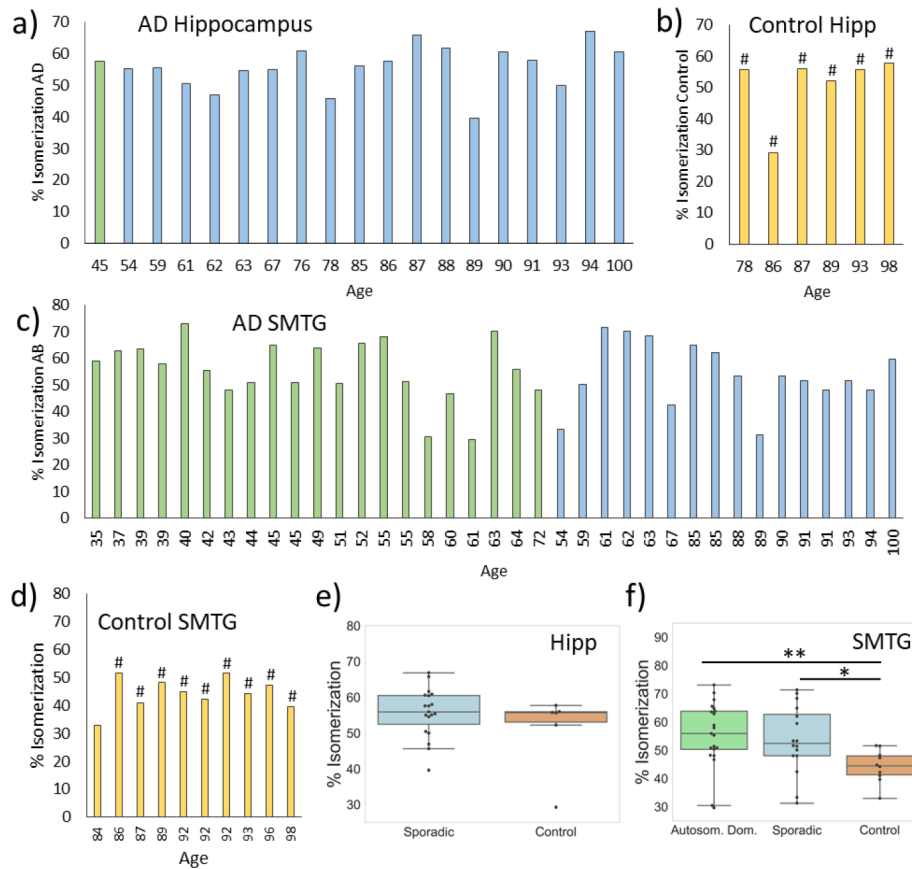 a) AD Hippocampus
% Isomerization AD
70
60
50
40
30
20
10
0
45 54 59 61 62 63 67 76 78 85 86 87 88 89 90 91 93 94 100
Age
b) Control Hipp
% Isomerization Control
70
60
50
40
30
20
10
0
# # # # # #
78 86 87 89 93 98
Age
c) AD SMTG
% Isomerization AB
80
70
60
50
40
30
20
10
0
35 37 39 39 40 42 43 44 45 45 49 51 52 55 55 58 60 61 63 64 72 54 59 61 62 63 67 85 85 88 89 90 91 91 93 94 100
Age
d) Control SMTG
% Isomerization
80
70
60
50
40
30
20
10
0
# # # # # # # # #
84 86 87 89 92 92 92 93 96 98
Age
e) Hipp
% Isomerization
80
70
60
50
40
30
Sporadic Control
f) SMTG
% Isomerization
90
80
70
60
50
40
30
**
*
Autosom. Dom. Sporadic Control